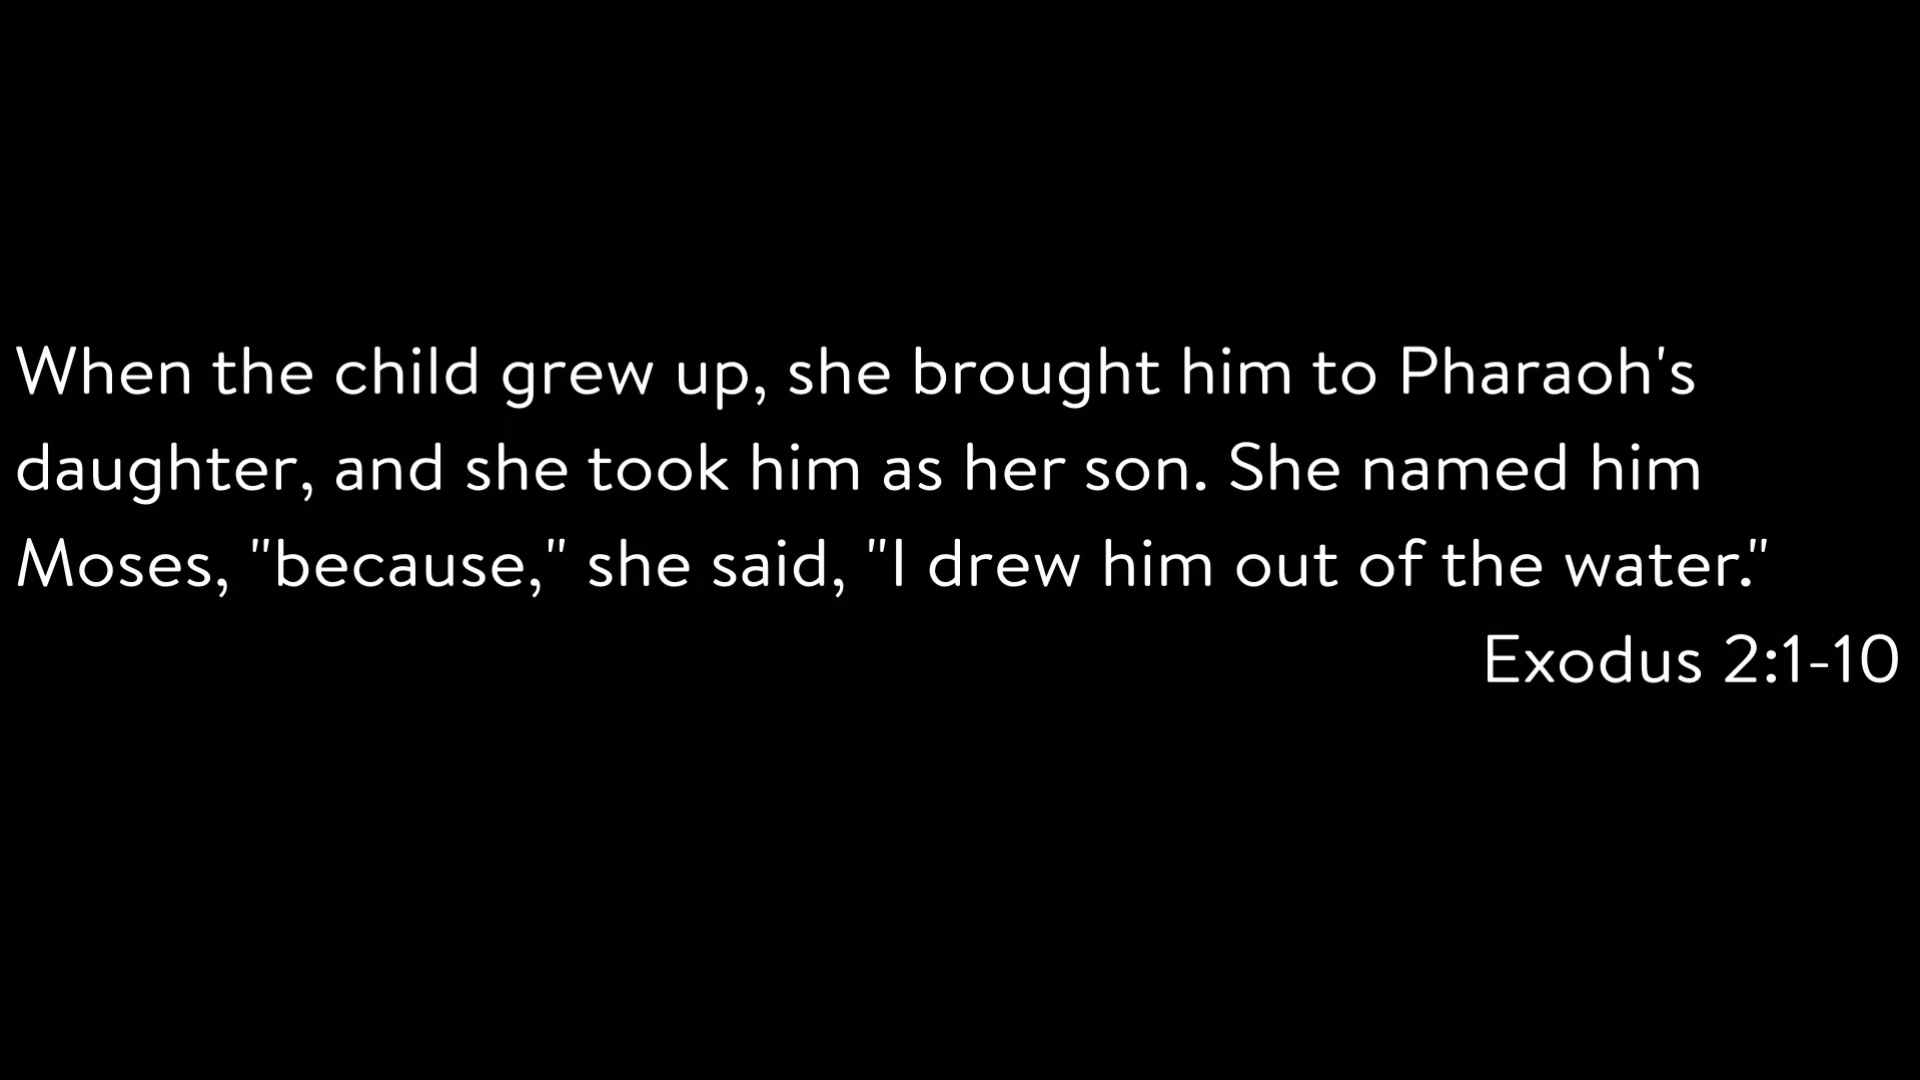 When the child grew up, she brought him to Pharaoh's
daughter, and she took him as her son. She named him
Moses, "because," she said, "I drew him out of the water."
Exodus 2:1-10